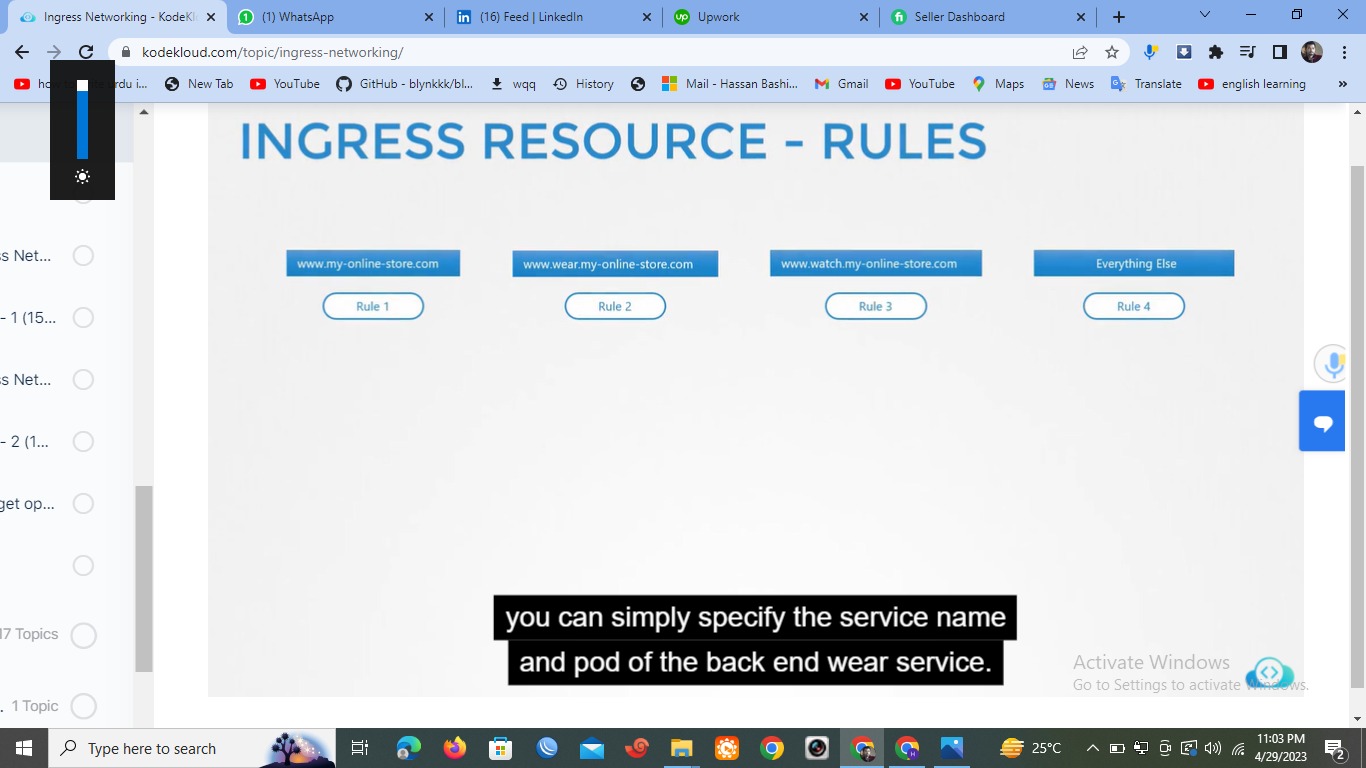 Ingress Networking - KodeKl
(1) WhatsApp
(16) Feed | LinkedIn
Upwork
Seller Dashboard
kodekloud.com/topic/ingress-networking/
New Tab
YouTube
GitHub - blynkkk/bl...
wqq
History
S
Mail - Hassan Bashi...
Gmail
YouTube
Maps
News
Translate
english learning
»
INGRESS RESOURCE - RULES
www.my-online-store.com
www.wear.my-online-store.com
www.watch.my-online-store.com
Everything Else
Rule 1
Rule 2
Rule 3
Rule 4
ss Net...
- 1 (15...
ss Net...
- 2 (1...
get op...
17 Topics
. 1 Topic
you can simply specify the service name
and pod of the back end wear service.
Activate Windows
Go to Settings to activate Windows.
Type here to search
25°C
11:03 PM
4/29/2023
2